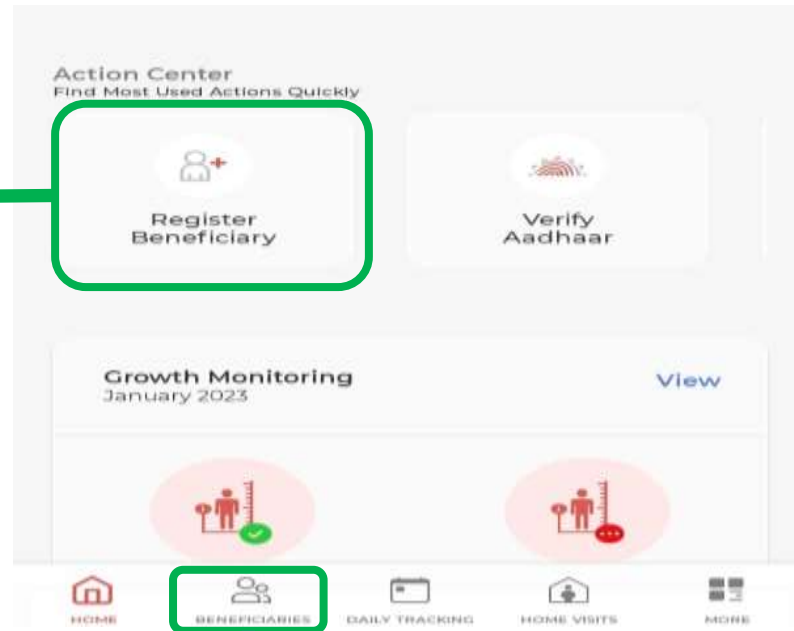 Action Center
Find Most Used Actions Quickly
Register
Beneficiary
Verify
Aadhaar
Growth Monitoring
January 2023
View
HOME
BENEFICIARIES
DAILY TRACKING
HOME VISITS
MORE